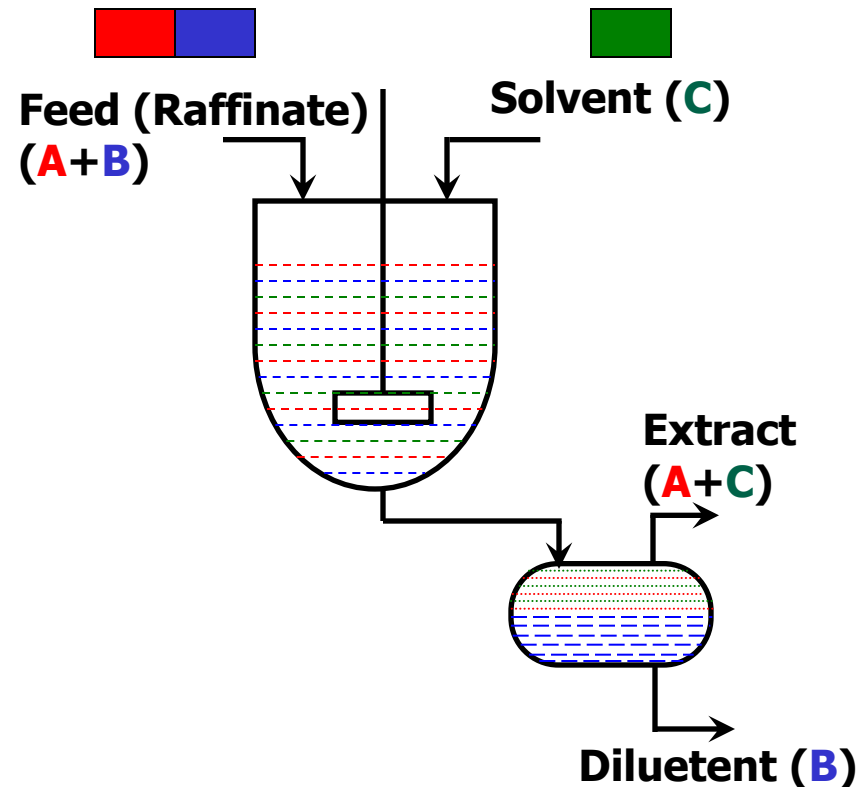 Feed (Raffinate)
(A+B)
Solvent (C)
Extract
(A+C)
Diluetent (B)